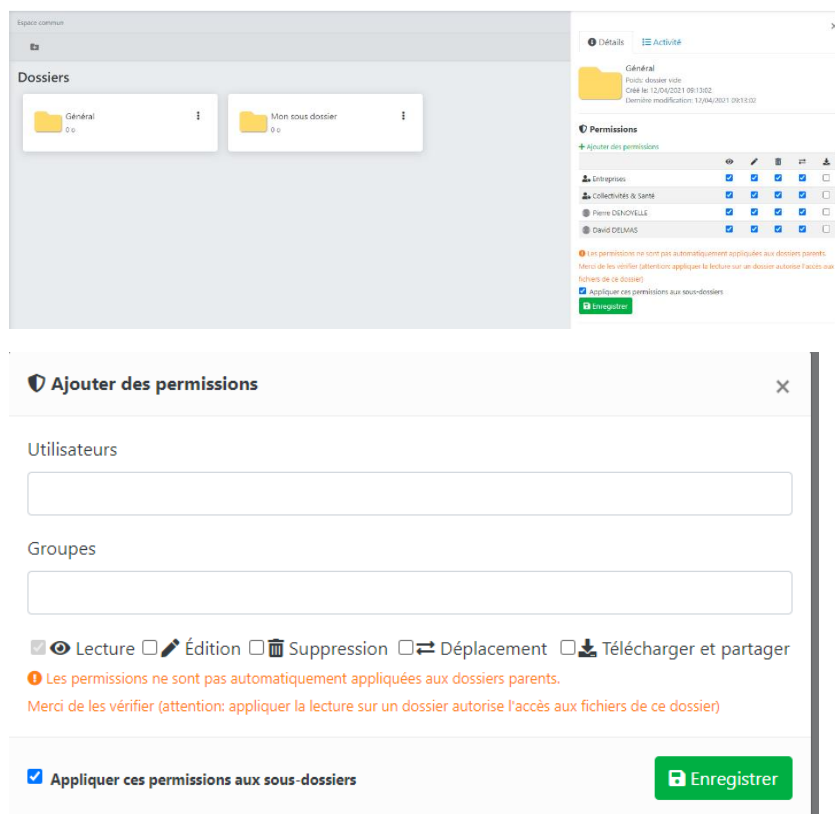 Espace commun
Dossiers
Général
0 o
Mon sous dossier
0 o
Détails
Activité
Général
Poids: dossier vide
Créé le: 12/04/2021 09:13:02
Dernière modification: 12/04/2021 09:13:02
Permissions
Ajouter des permissions
Entreprises
Collectivités & Santé
Pierre DENOYELLE
David DELMAS
Les permissions ne sont pas automatiquement appliquées aux dossiers parents.
Merci de les vérifier (attention: appliquer la lecture sur un dossier autorise l'accès aux
fichiers de ce dossier)
Appliquer ces permissions aux sous-dossiers
Enregistrer
Ajouter des permissions
Utilisateurs
Groupes
Lecture Édition Suppression Déplacement Télécharger et partager
Les permissions ne sont pas automatiquement appliquées aux dossiers parents.
Merci de les vérifier (attention: appliquer la lecture sur un dossier autorise l'accès aux fichiers de ce dossier)
Appliquer ces permissions aux sous-dossiers
Enregistrer